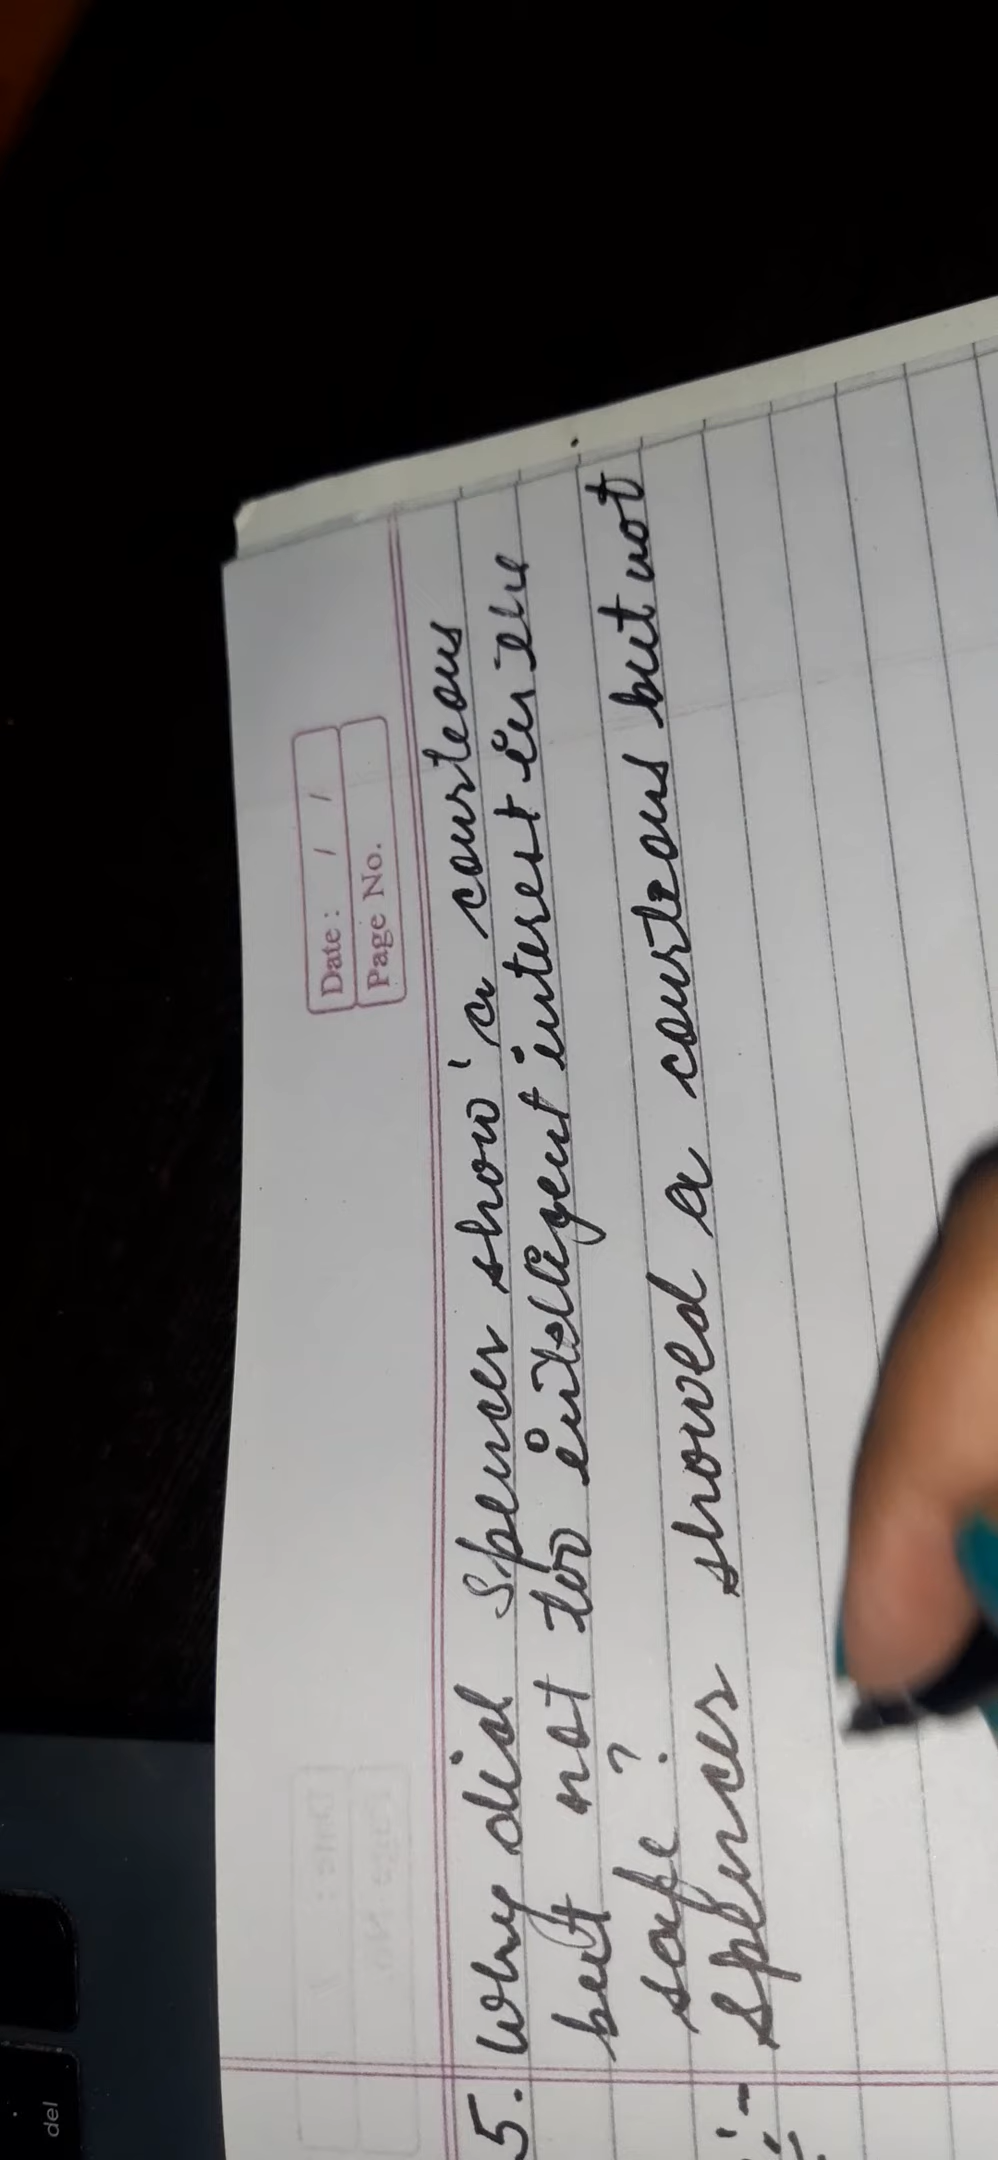 Date : / /
Page No.
5. Why did Spencer show 'a courteous
but not too intelligent interest in the
safe ?
:- Spencer showed a courteous but not
del